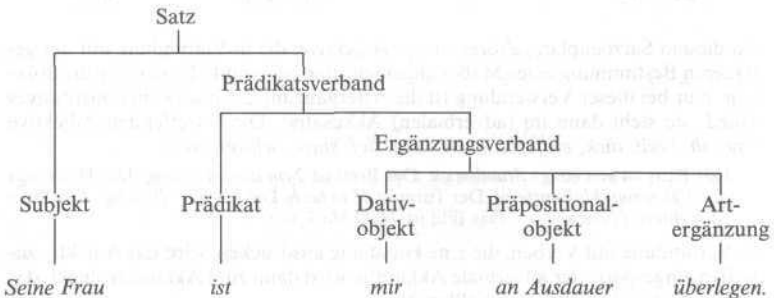 Satz
Prädikatsverband
Ergänzungsverband
Subjekt Prädikat Dativ- Präpositional- Art-
objekt objekt ergänzung
Seine Frau ist mir an Ausdauer überlegen.